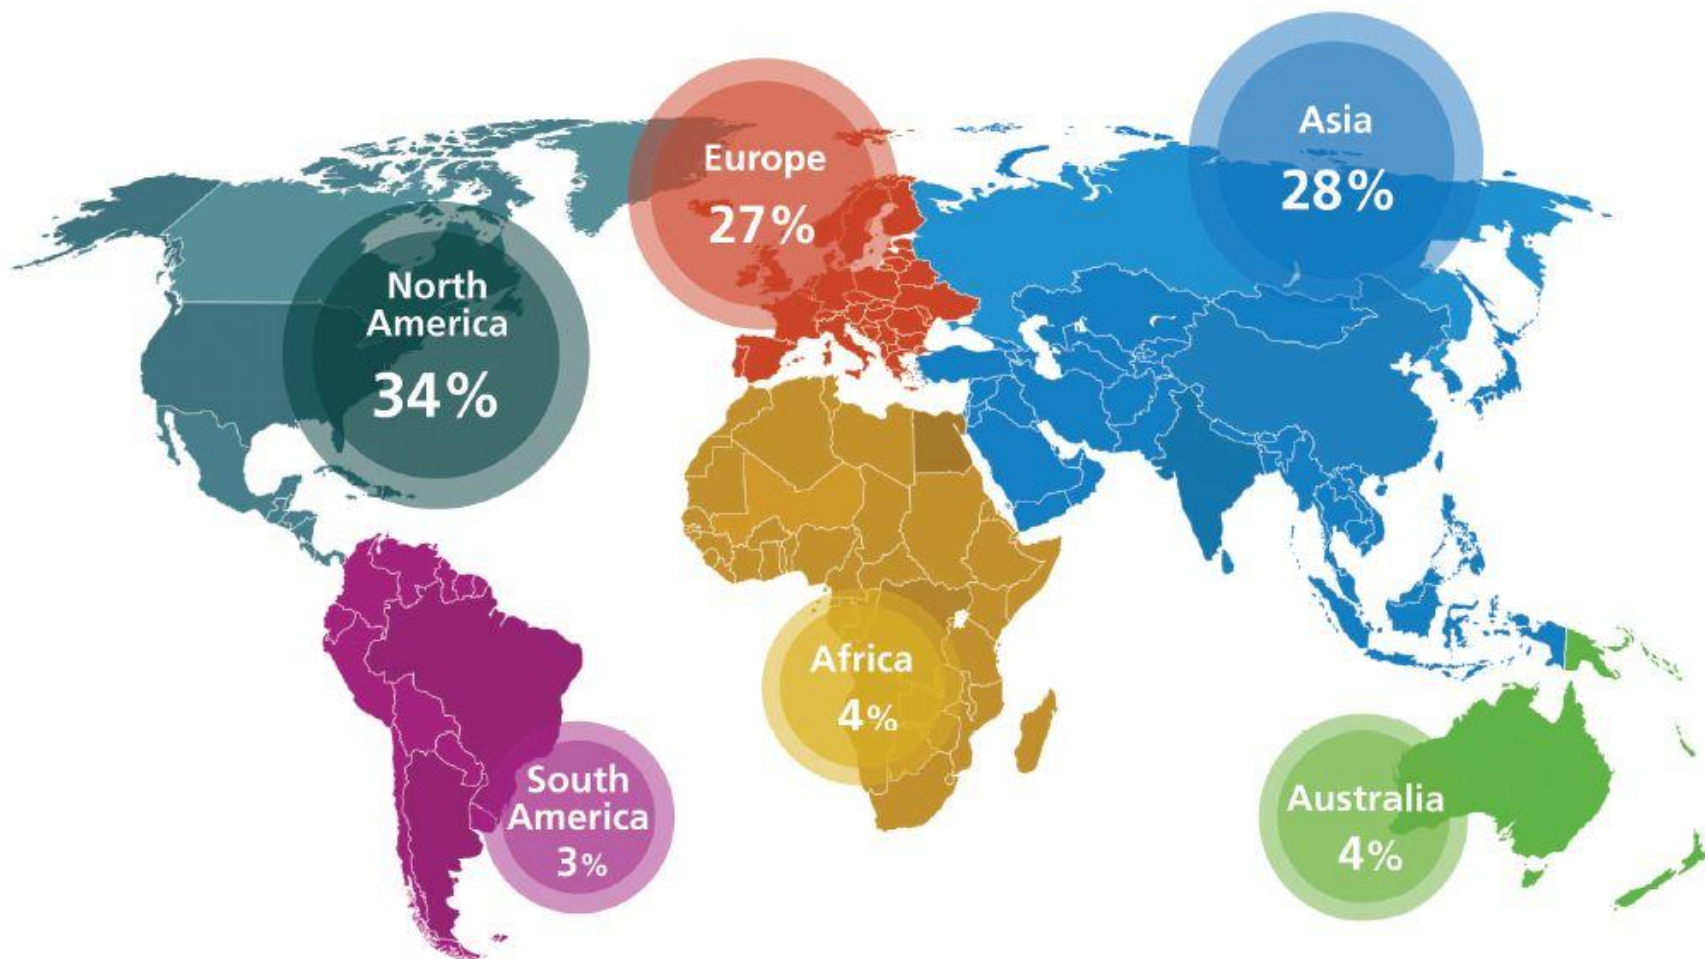 Asia
28%
Europe
27%
North
America
34%
Africa
4%
South
America
3%
Australia
4%